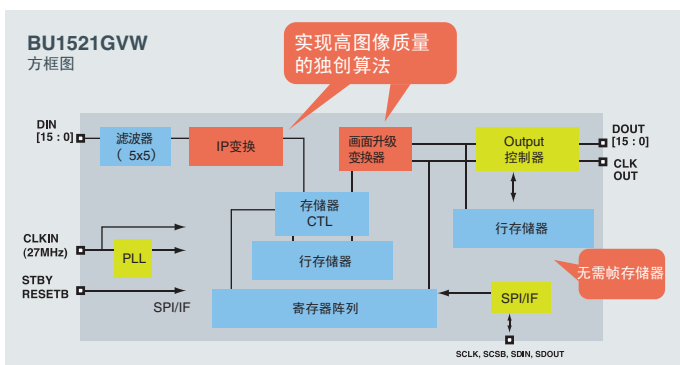 BU1521GVW
方框图
实现高图像质量
的独创算法
DIN
[15 : 0]
滤波器
（ 5x5）
IP变换
画面升级
变换器
Output
控制器
DOUT
[15 : 0]
CLK
OUT
存储器
CTL
行存储器
行存储器
CLKIN
(27MHz)
PLL
无需帧存储器
STBY
RESETB
SPI/IF
寄存器阵列
SPI/IF
SCLK, SCSB, SDIN, SDOUT